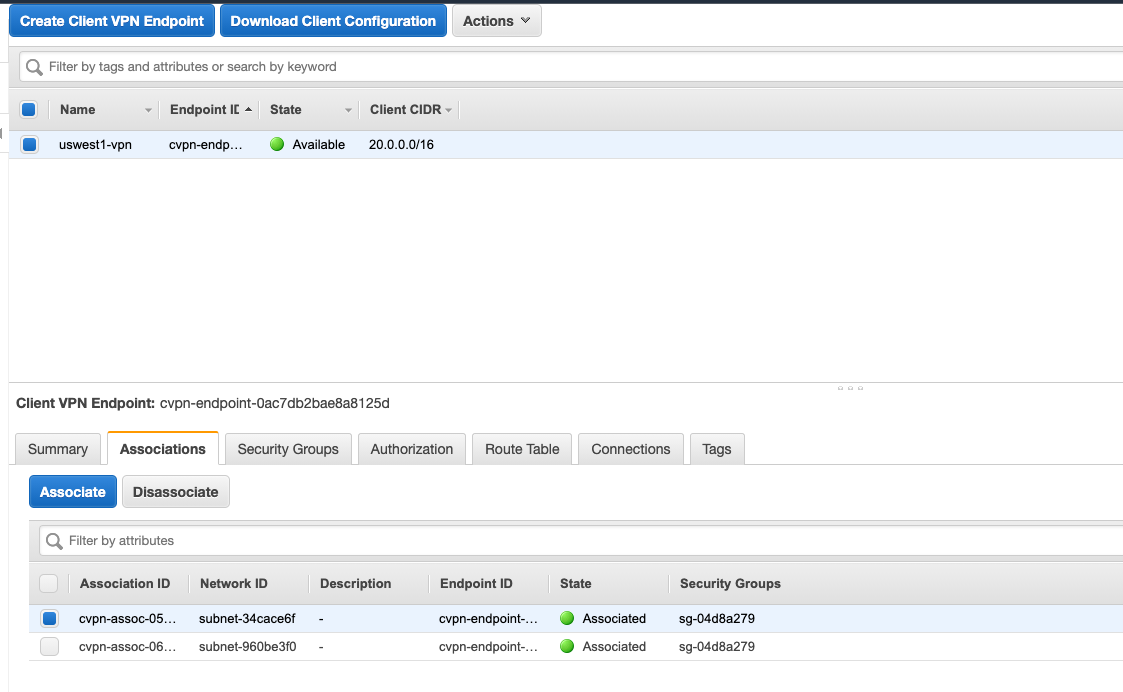 Create Client VPN Endpoint Download Client Configuration Actions
Filter by tags and attributes or search by keyword
Name Endpoint ID State Client CIDR
uswest1-vpn cvpn-endp... Available 20.0.0.0/16
Client VPN Endpoint: cvpn-endpoint-0ac7db2bae8a8125d
Summary Associations Security Groups Authorization Route Table Connections Tags
Associate Disassociate
Filter by attributes
Association ID Network ID Description Endpoint ID State Security Groups
cvpn-assoc-05... subnet-34cace6f - cvpn-endpoint-... Associated sg-04d8a279
cvpn-assoc-06... subnet-960be3f0 - cvpn-endpoint-... Associated sg-04d8a279